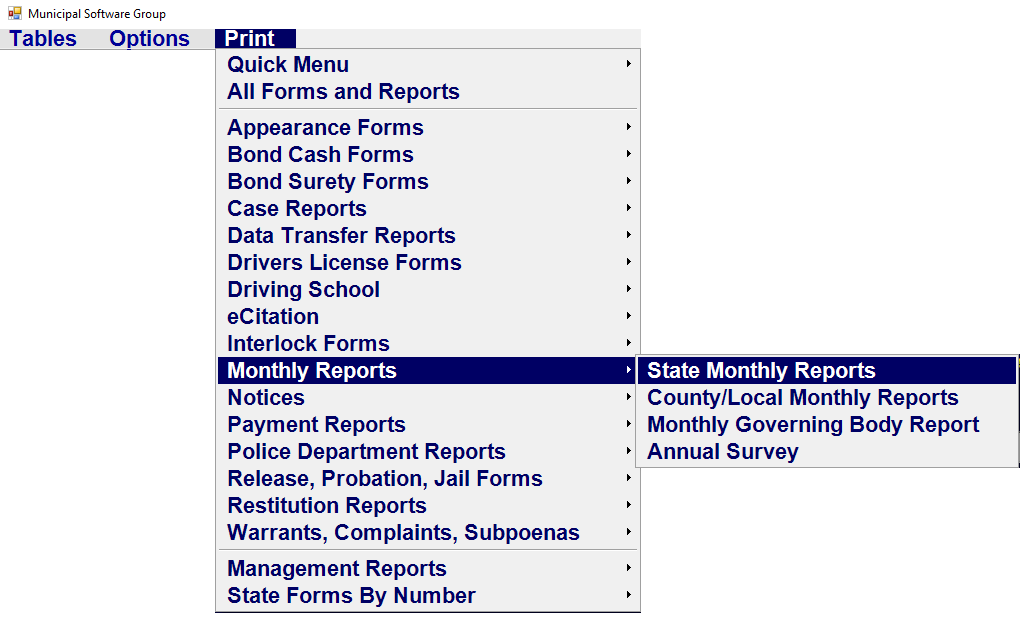 Municipal Software Group
Tables Options Print
Quick Menu
All Forms and Reports
Appearance Forms
Bond Cash Forms
Bond Surety Forms
Case Reports
Data Transfer Reports
Drivers License Forms
Driving School
eCitation
Interlock Forms
Monthly Reports
State Monthly Reports
County/Local Monthly Reports
Monthly Governing Body Report
Annual Survey
Notices
Payment Reports
Police Department Reports
Release, Probation, Jail Forms
Restitution Reports
Warrants, Complaints, Subpoenas
Management Reports
State Forms By Number